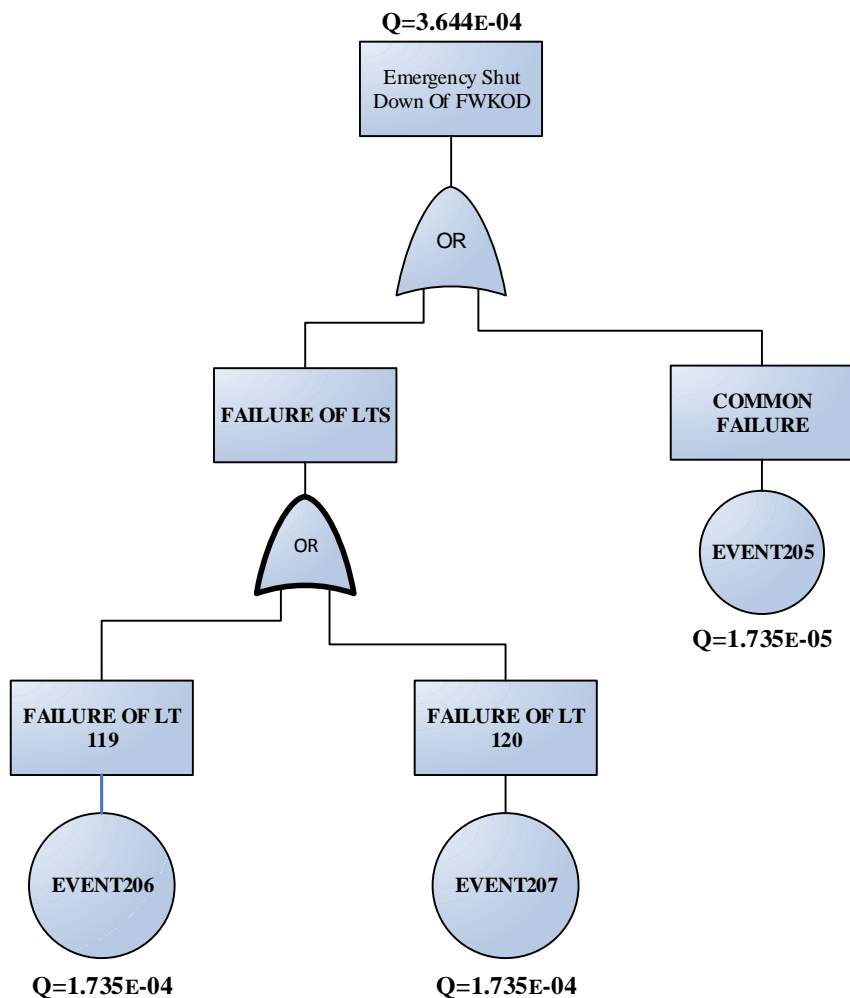 Q=3.644E-04
Emergency Shut
Down Of FWKOD
OR
FAILURE OF LTS
COMMON
FAILURE
OR
EVENT205
Q=1.735E-05
FAILURE OF LT
119
FAILURE OF LT
120
EVENT206
EVENT207
Q=1.735E-04
Q=1.735E-04